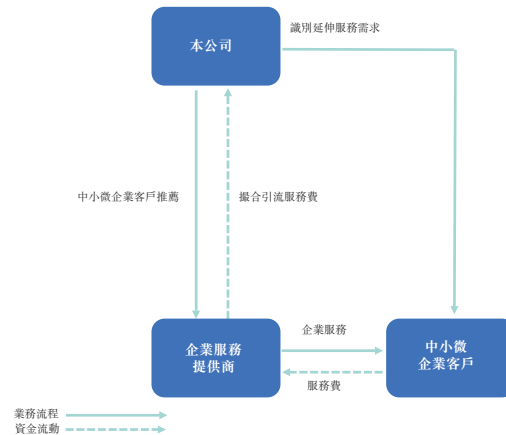 本公司
識別延伸服務需求
中小微企業客戶推薦
撮合引流服務費
企業服務
提供商
企業服務
服務費
中小微
企業客戶
業務流程
資金流動